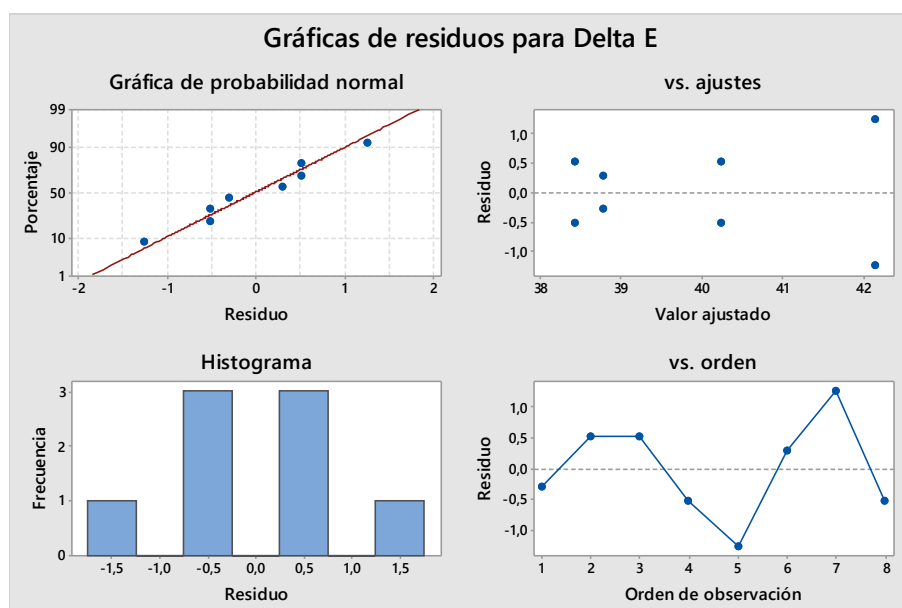 Gráficas de residuos para Delta E
Gráfica de probabilidad normal
99
90
50
10
1
Porcentaje
-2 -1 0 1 2
Residuo
vs. ajustes
1,0
0,5
0,0
-0,5
-1,0
Residuo
38 39 40 41 42
Valor ajustado
Histograma
3
2
1
0
Frecuencia
-1,5 -1,0 -0,5 0,0 0,5 1,0 1,5
Residuo
vs. orden
1,0
0,5
0,0
-0,5
-1,0
Residuo
1 2 3 4 5 6 7 8
Orden de observación